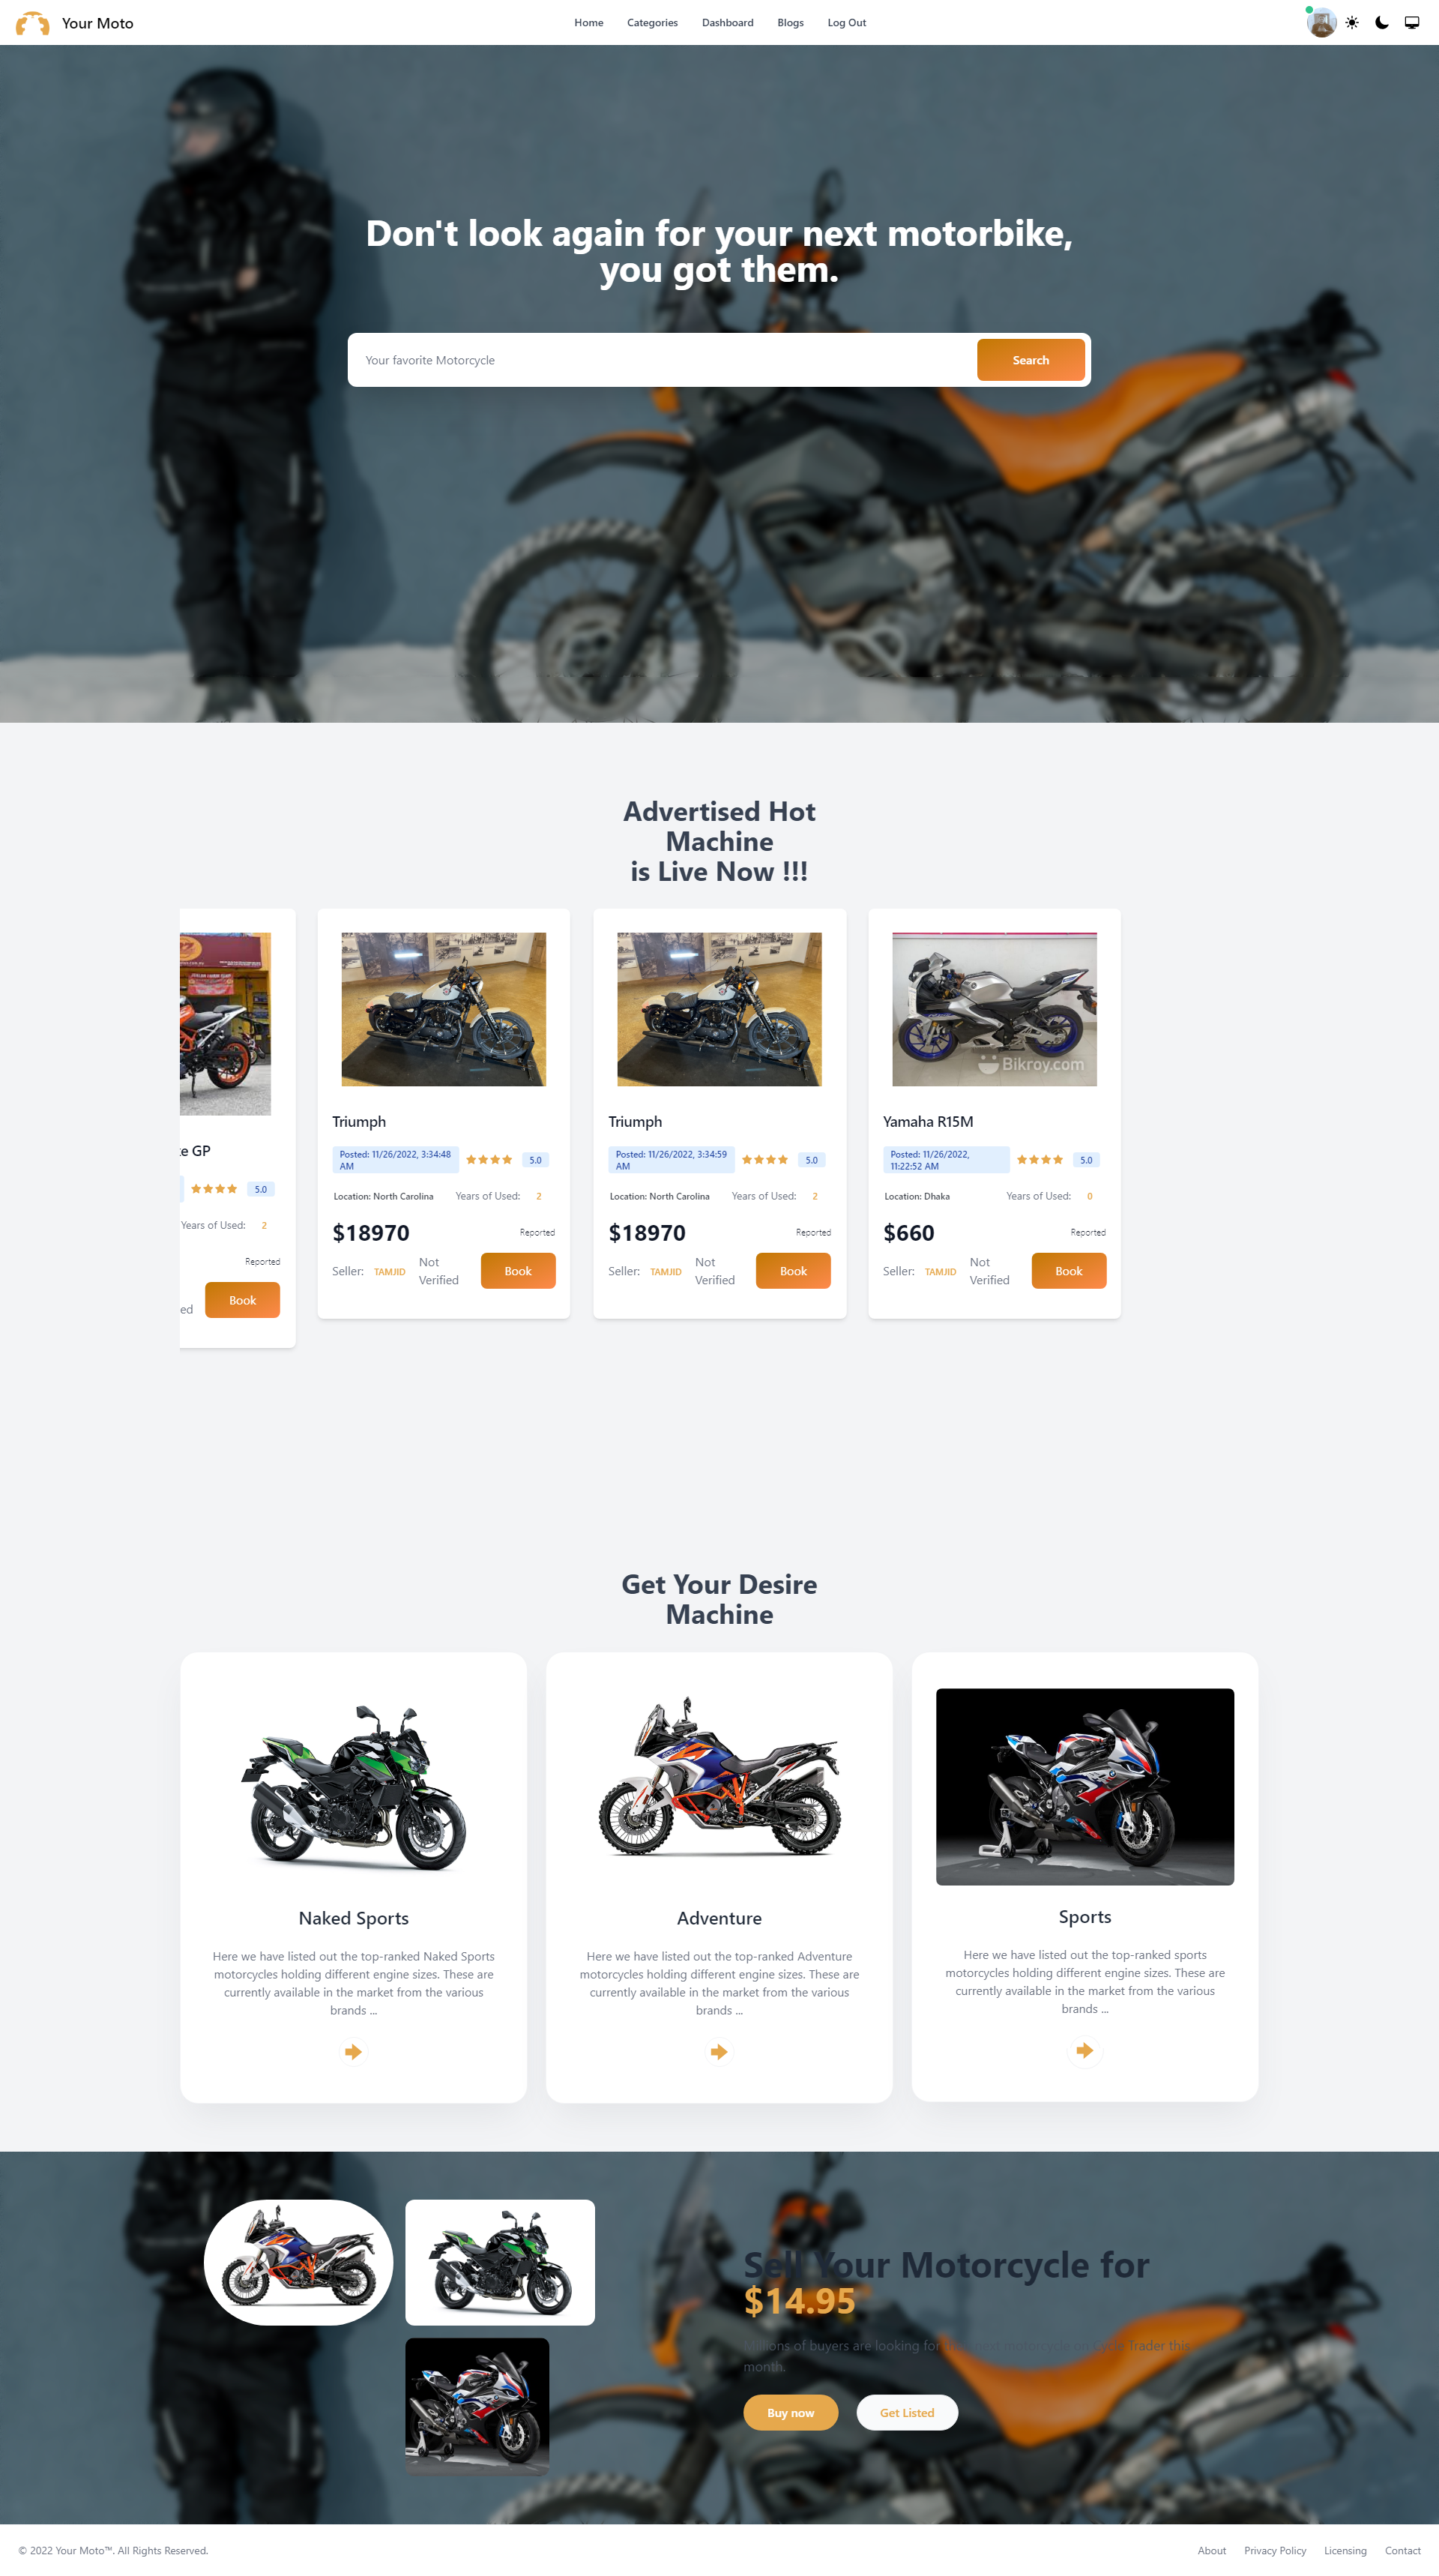 Your Moto
Home
Categories
Dashboard
Blogs
Log Out
Don't look again for your next motorbike,
you got them.
Your favorite Motorcycle
Search
Advertised Hot
Machine
is Live Now !!!
GP
5.0
Years of Used:
2
Reported
Book
Triumph
Posted: 11/26/2022, 3:34:48
AM
5.0
Location: North Carolina
Years of Used:
2
$18970
Reported
Seller:
TAMJID
Not
Verified
Book
Triumph
Posted: 11/26/2022, 3:34:59
AM
5.0
Location: North Carolina
Years of Used:
2
$18970
Reported
Seller:
TAMJID
Not
Verified
Book
Bikroy.com
Yamaha R15M
Posted: 11/26/2022,
11:22:52 AM
5.0
Location: Dhaka
Years of Used:
0
$660
Reported
Seller:
TAMJID
Not
Verified
Book
Get Your Desire
Machine
Naked Sports
Here we have listed out the top-ranked Naked Sports
motorcycles holding different engine sizes. These are
currently available in the market from the various
brands ...
Adventure
Here we have listed out the top-ranked Adventure
motorcycles holding different engine sizes. These are
currently available in the market from the various
brands ...
Sports
Here we have listed out the top-ranked sports
motorcycles holding different engine sizes. These are
currently available in the market from the various
brands ...
Sell Your Motorcycle for
$14.95
Millions of buyers are looking for their next motorcycle on Cycle Trader this
month.
Buy now
Get Listed
© 2022 Your Moto™. All Rights Reserved.
About
Privacy Policy
Licensing
Contact